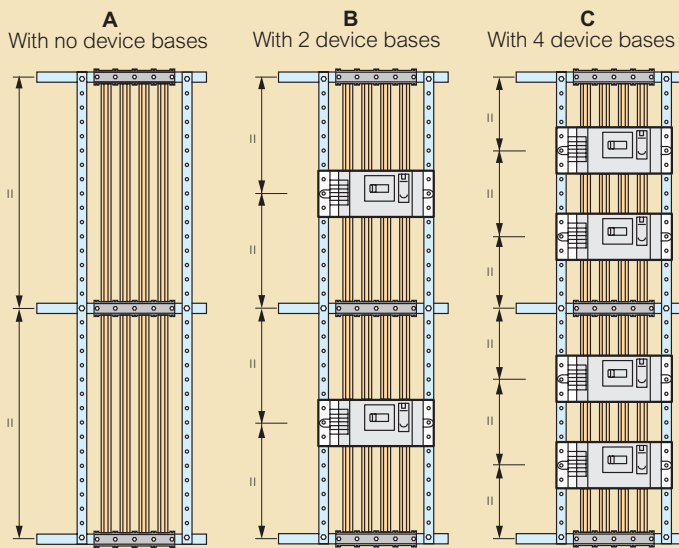 A
With no device bases
B
With 2 device bases
C
With 4 device bases
=
=
=
=
=
=
=
=
=
=
=
=